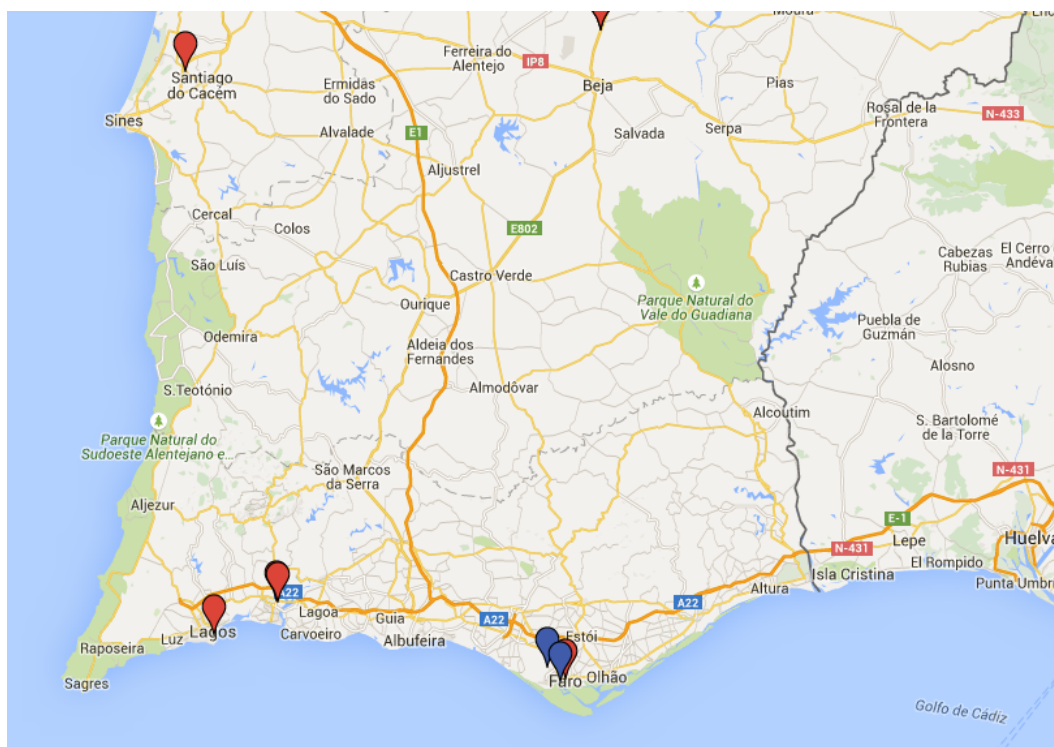 Moura
Ferreira do
Alentejo
IP8
Santiago
do Cacém
Ermidas
do Sado
Beja
Pias
Rosal de la
Frontera
N-433
Sines
Alvalade
E1
Salvada
Serpa
Aljustrel
Cercal
Colos
E802
São Luís
Castro Verde
Cabezas
Rubias
El Cerro
Andéva
Parque Natural do
Vale do Guadiana
Ourique
Puebla de
Guzmán
Odemira
Aldeia dos
Fernandes
Alosno
S.Teotónio
Almodôvar
Alcoutim
S. Bartolomé
de la Torre
Parque Natural do
Sudoeste Alentejano e...
São Marcos
da Serra
N-431
Aljezur
E-1
Lepe
Huelva
N-431
El Rompido
Isla Cristina
Punta Umbrí
Altura
A22
A22
Lagoa
Guia
A22
Luz
Lagos
Carvoeiro
Albufeira
Estói
Raposeira
Faro
Olhão
Sagres
Golfo de Cádiz